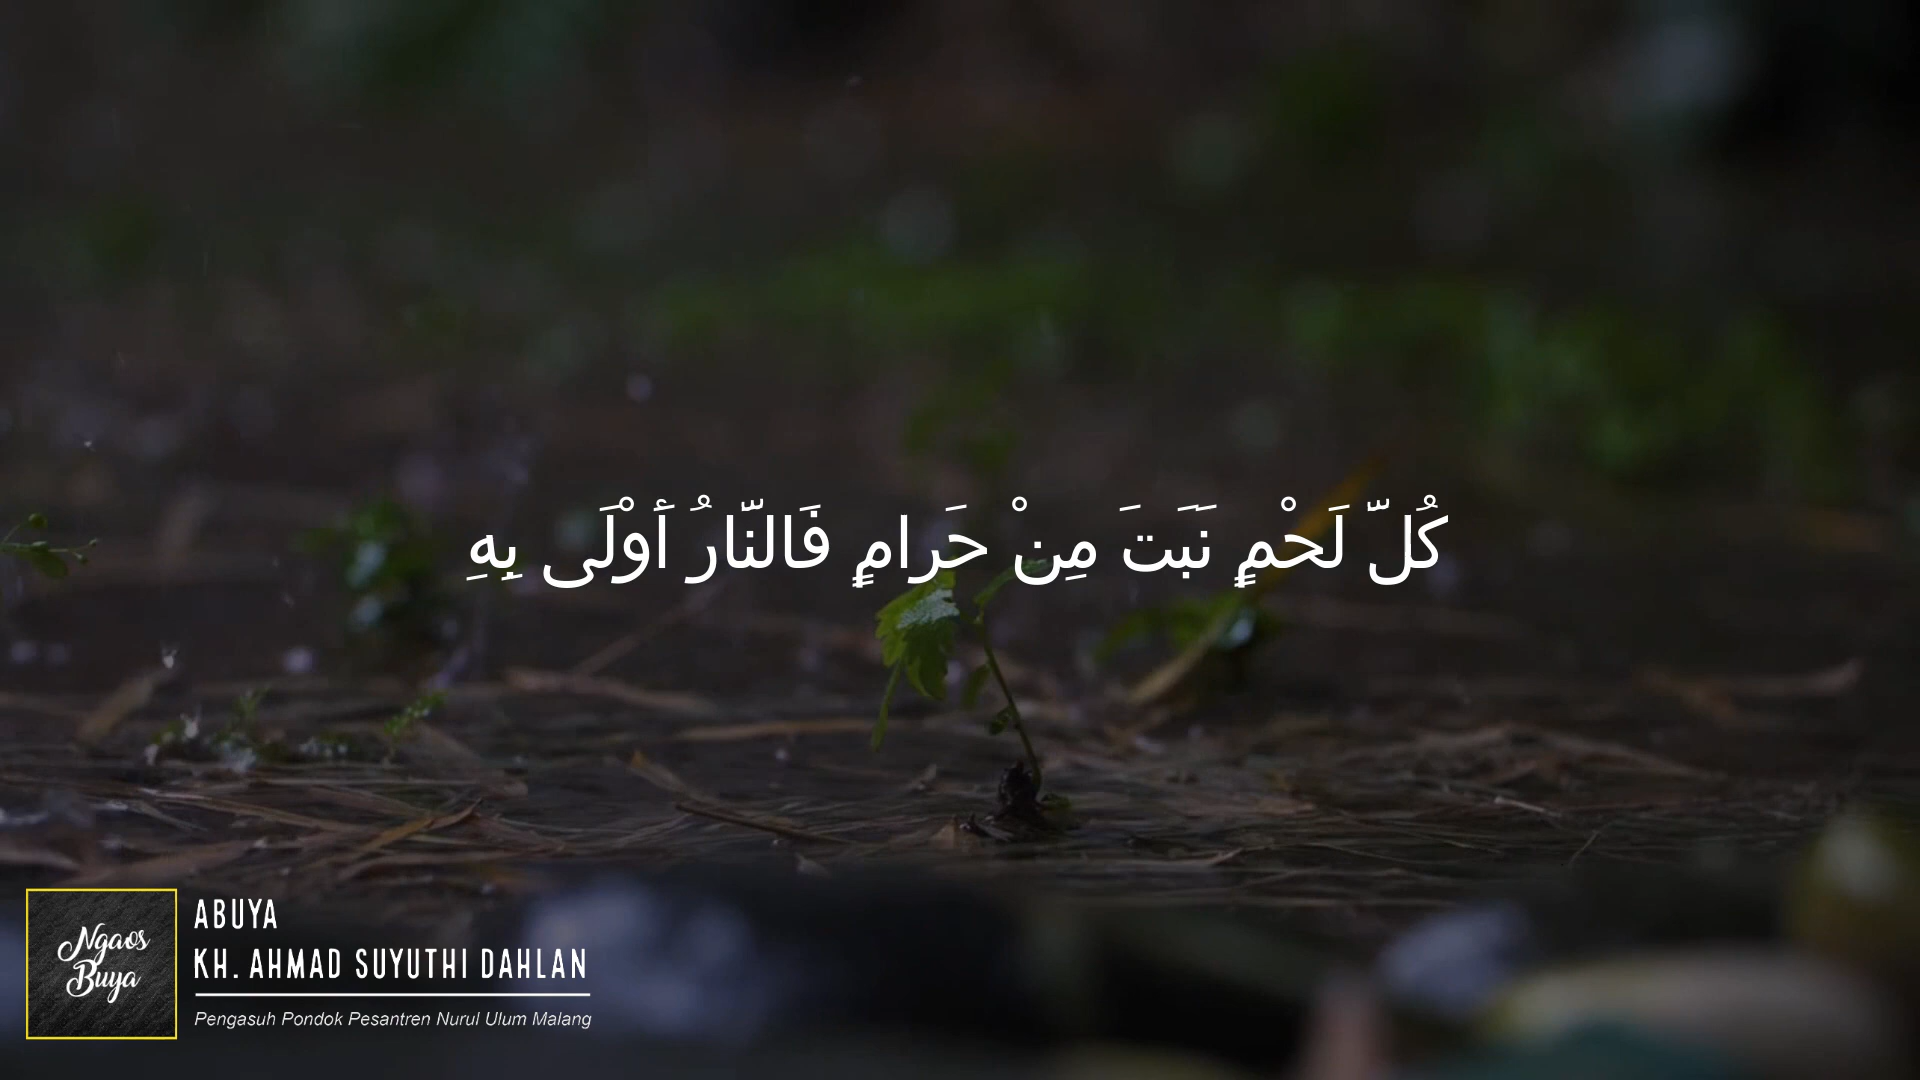 كُلّ لَحْمٍ نَبَتَ مِنْ حَرامٍ فَالنّارُ أوْلَى بِهِ
Ngaos
Buya
ABUYA
KH. AHMAD SUYUTHI DAHLAN
Pengasuh Pondok Pesantren Nurul Ulum Malang